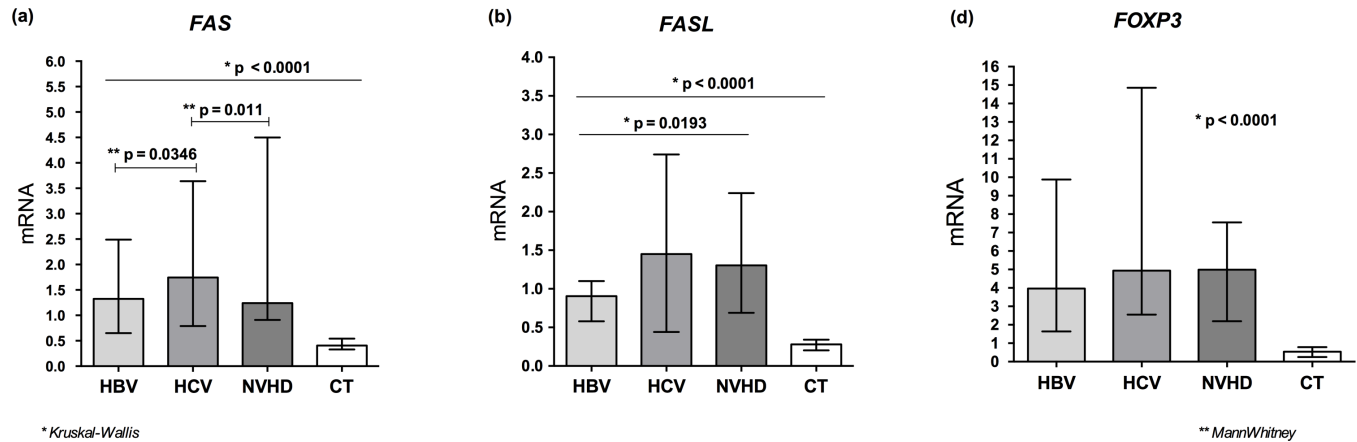 (a)
FAS
* p < 0.0001
** p = 0.011
** p = 0.0346
mRNA
6.0
5.5
5.0
4.5
4.0
3.5
3.0
2.5
2.0
1.5
1.0
0.5
0.0
HBV HCV NVHD CT
* Kruskal-Wallis
(b)
FASL
* p < 0.0001
* p = 0.0193
mRNA
4.0
3.5
3.0
2.5
2.0
1.5
1.0
0.5
0.0
HBV HCV NVHD CT
(d)
FOXP3
* p < 0.0001
mRNA
16
15
14
13
12
11
10
9
8
7
6
5
4
3
2
1
0
HBV HCV NVHD CT
** MannWhitney